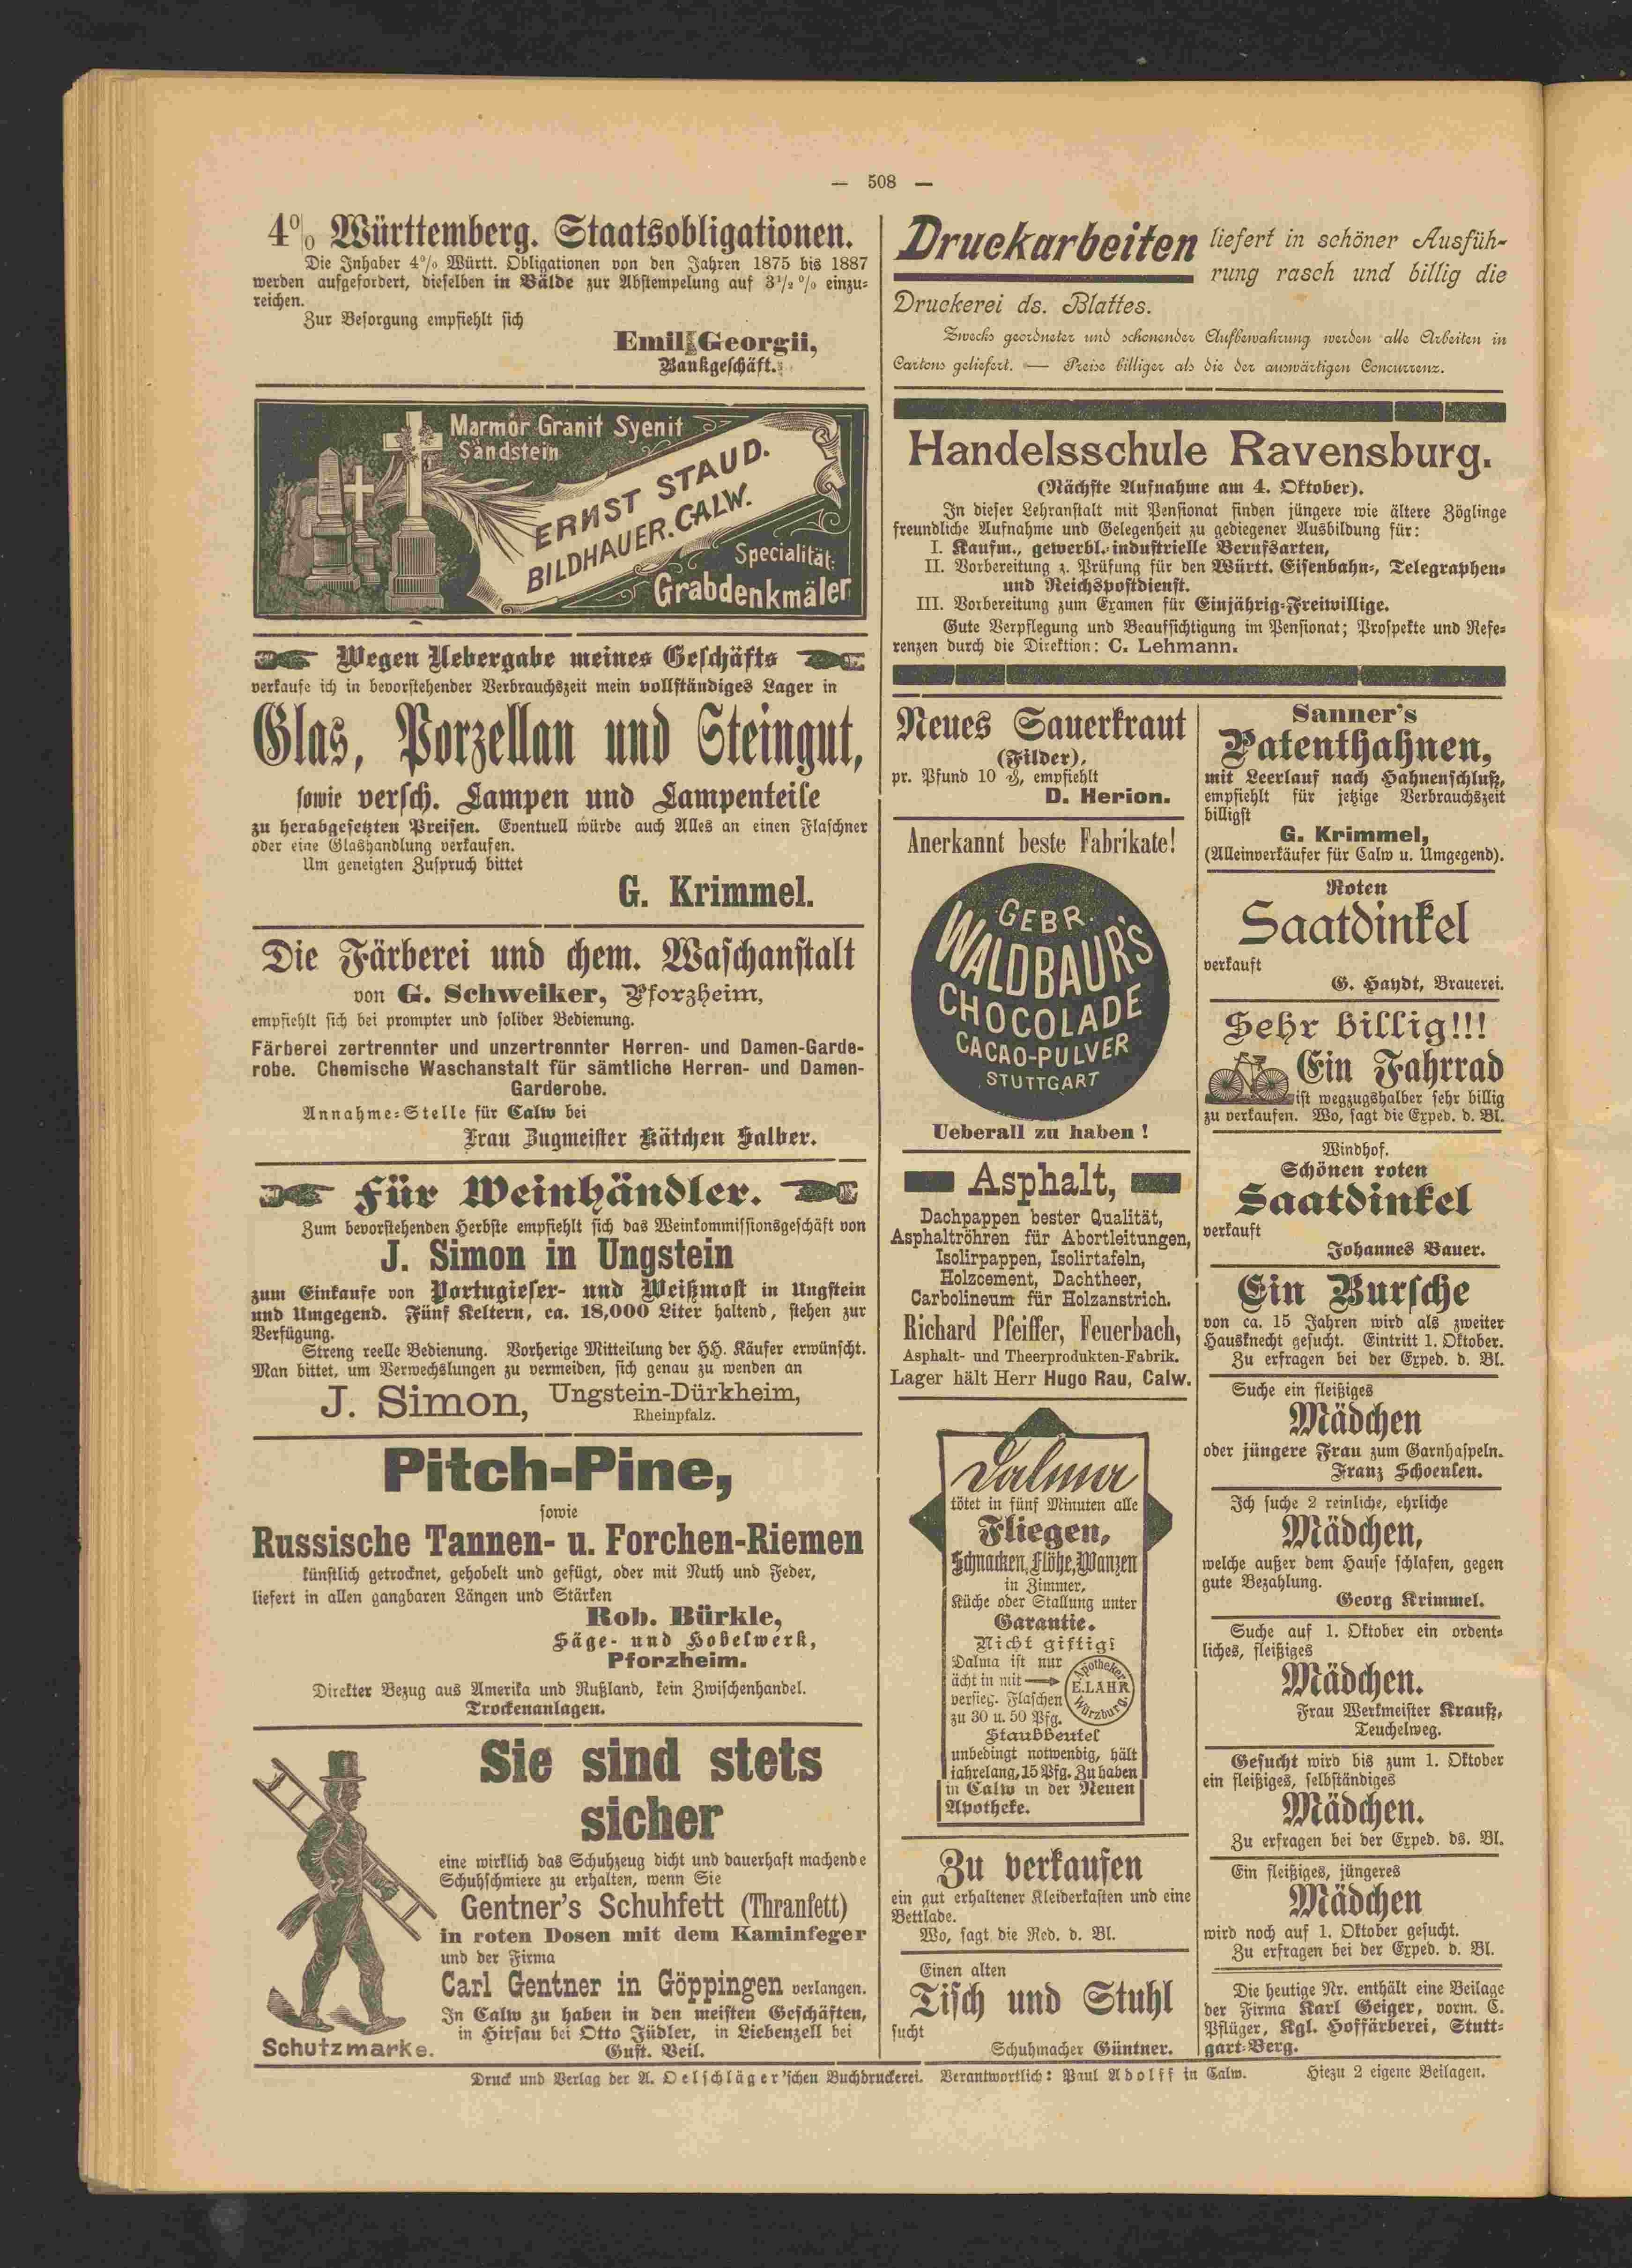 — 508 —
4% Württemberg. Staatsobligationen.
Die Inhaber 4% Württ. Obligationen von den Jahren 1875 bis 1887
werden aufgefordert, dieselben in Bälde zur Abstempelung auf 3½ % einzu-
reichen.
Zur Besorgung empfiehlt sich
Emil Georgii,
Bankgeschäft.
Marmor Granit Syenit
Sandstein
ERNST STAUD.
BILDHAUER. CALW.
Specialität:
Grabdenkmäler
Wegen Uebergabe meines Geschäfts
verkaufe ich in bevorstehender Verbrauchszeit mein vollständiges Lager in
Glas, Porzellan und Steingut,
sowie versch. Lampen und Lampenteile
zu herabgesetzten Preisen. Eventuell würde auch Alles an einen Flaschner
oder eine Glashandlung verkaufen.
Um geneigten Zuspruch bittet
G. Krimmel.
Die Färberei und chem. Waschanstalt
von G. Schweiker, Pforzheim,
empfiehlt sich bei prompter und solider Bedienung.
Färberei zertrennter und unzertrennter Herren- und Damen-Garde-
robe. Chemische Waschanstalt für sämtliche Herren- und Damen-
Garderobe.
Annahme-Stelle für Calw bei
Frau Zugmeister Kätchen Halber.
Für Weinhändler.
Zum bevorstehenden Herbste empfiehlt sich das Weinkommissionsgeschäft von
J. Simon in Ungstein
zum Einkaufe von Portugieser- und Weißmost in Ungstein
und Umgegend. Fünf Keltern, ca. 18,000 Liter haltend, stehen zur
Verfügung.
Streng reelle Bedienung. Vorherige Mitteilung der HH. Käufer erwünscht.
Man bittet, um Verwechslungen zu vermeiden, sich genau zu wenden an
J. Simon, Ungstein-Dürkheim,
Rheinpfalz.
Pitch-Pine,
sowie
Russische Tannen- u. Forchen-Riemen
künstlich getrocknet, gehobelt und gefügt, oder mit Nuth und Feder,
liefert in allen gangbaren Längen und Stärken
Rob. Bürkle,
Säge- und Hobelwerk,
Pforzheim.
Direkter Bezug aus Amerika und Rußland, kein Zwischenhandel.
Trockenanlagen.
Sie sind stets
sicher
eine wirklich das Schuhzeug dicht und dauerhaft machende
Schuhschmiere zu erhalten, wenn Sie
Gentner's Schuhfett (Thranfett)
in roten Dosen mit dem Kaminfeger
und der Firma
Carl Gentner in Göppingen verlangen.
In Calw zu haben in den meisten Geschäften,
in Hirsau bei Otto Jüdler, in Liebenzell bei
Gust. Veil.
Schutzmarke.
Druckarbeiten liefert in schöner Ausfüh-
rung rasch und billig die
Druckerei ds. Blattes.
Zwecks geordneter und schonender Aufbewahrung werden alle Arbeiten in
Cartons geliefert. — Preise billiger als die der auswärtigen Concurrenz.
Handelsschule Ravensburg.
(Nächste Aufnahme am 4. Oktober).
In dieser Lehranstalt mit Pensionat finden jüngere wie ältere Zöglinge
freundliche Aufnahme und Gelegenheit zu gediegener Ausbildung für:
I. Kaufm., gewerbl.-industrielle Berufsarten,
II. Vorbereitung z. Prüfung für den Württ. Eisenbahn-, Telegraphen-
und Reichspostdienst.
III. Vorbereitung zum Examen für Einjährig-Freiwillige.
Gute Verpflegung und Beaufsichtigung im Pensionat; Prospekte und Refe-
renzen durch die Direktion: C. Lehmann.
Neues Sauerkraut
(Filder),
pr. Pfund 10 ₰, empfiehlt
D. Herion.
Anerkannt beste Fabrikate!
GEBR.
WALDBAUR'S
CHOCOLADE
CACAO-PULVER
STUTTGART
Ueberall zu haben!
Asphalt,
Dachpappen bester Qualität,
Asphaltröhren für Abortleitungen,
Isolirpappen, Isolirtafeln,
Holzcement, Dachtheer,
Carbolineum für Holzanstrich.
Richard Pfeiffer, Feuerbach,
Asphalt- und Theerprodukten-Fabrik.
Lager hält Herr Hugo Rau, Calw.
Dalma
tötet in fünf Minuten alle
Fliegen,
Schnacken, Flöhe, Wanzen
in Zimmer,
Küche oder Stallung unter
Garantie.
Nicht giftig!
Dalma ist nur
ächt in mit
versieg. Flaschen
zu 30 u. 50 Pfg.
Apotheker
E. LAHR
Würzburg.
Staubbeutel
unbedingt notwendig, hält
jahrelang, 15 Pfg. Zu haben
in Calw in der Neuen
Apotheke.
Zu verkaufen
ein gut erhaltener Kleiderkasten und eine
Bettlade.
Wo, sagt die Red. d. Bl.
Einen alten
Tisch und Stuhl
sucht
Schuhmacher Güntner.
Sanner's
Patenthahnen,
mit Leerlauf nach Hahnenschluß,
empfiehlt für jetzige Verbrauchszeit
billigst
G. Krimmel,
(Alleinverkäufer für Calw u. Umgegend).
Roten
Saatdinkel
verkauft
G. Haydt, Brauerei.
Sehr billig!!!
Ein Fahrrad
ist wegzugshalber sehr billig
zu verkaufen. Wo, sagt die Exped. d. Bl.
Windhof.
Schönen roten
Saatdinkel
verkauft
Johannes Bauer.
Ein Bursche
von ca. 15 Jahren wird als zweiter
Hausknecht gesucht. Eintritt 1. Oktober.
Zu erfragen bei der Exped. d. Bl.
Suche ein fleißiges
Mädchen
oder jüngere Frau zum Garnhaspeln.
Franz Schoenlen.
Ich suche 2 reinliche, ehrliche
Mädchen,
welche außer dem Hause schlafen, gegen
gute Bezahlung.
Georg Krimmel.
Suche auf 1. Oktober ein ordent-
liches, fleißiges
Mädchen.
Frau Werkmeister Krauß,
Teuchelweg.
Gesucht wird bis zum 1. Oktober
ein fleißiges, selbständiges
Mädchen.
Zu erfragen bei der Exped. ds. Bl.
Ein fleißiges, jüngeres
Mädchen
wird noch auf 1. Oktober gesucht.
Zu erfragen bei der Exped. d. Bl.
Die heutige Nr. enthält eine Beilage
der Firma Karl Geiger, vorm. C.
Pflüger, Kgl. Hoffärberei, Stutt-
gart-Berg.
Druck und Verlag der A. Oelschläger'schen Buchdruckerei. Verantwortlich: Paul Adolff in Calw. Hiezu 2 eigene Beilagen.